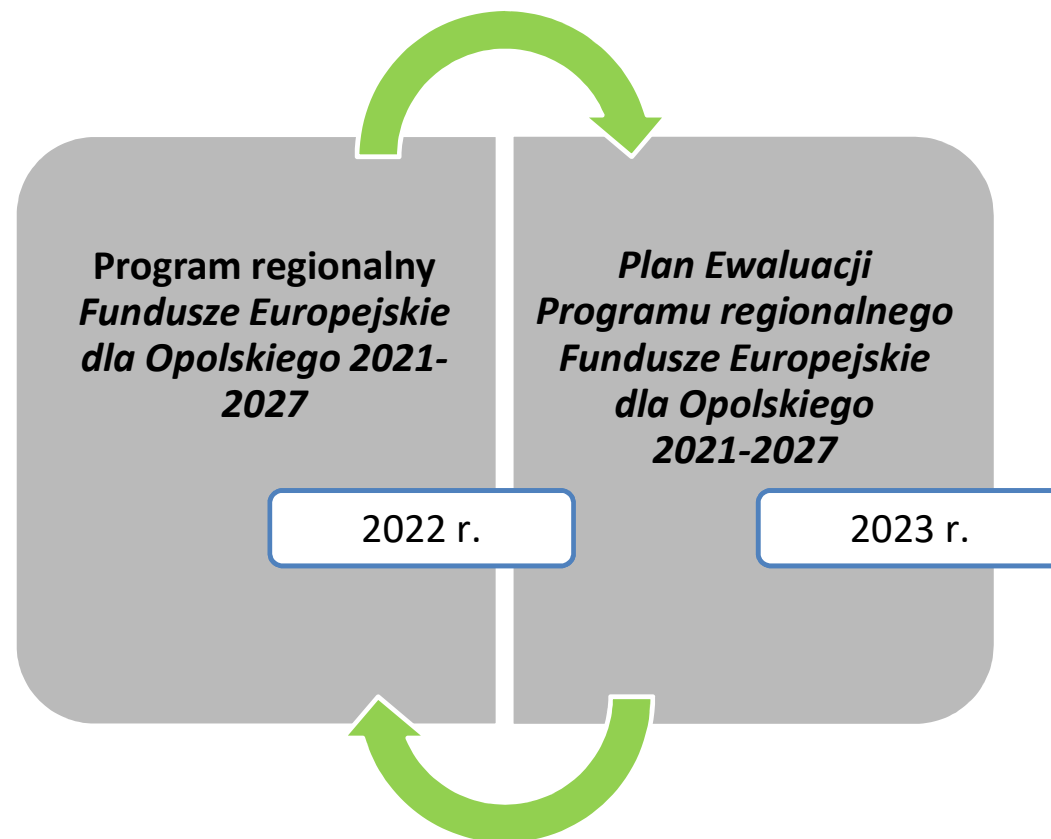 Program regionalny
Fundusze Europejskie
dla Opolskiego 2021-
2027
2022 r.
Plan Ewaluacji
Programu regionalnego
Fundusze Europejskie
dla Opolskiego
2021-2027
2023 r.